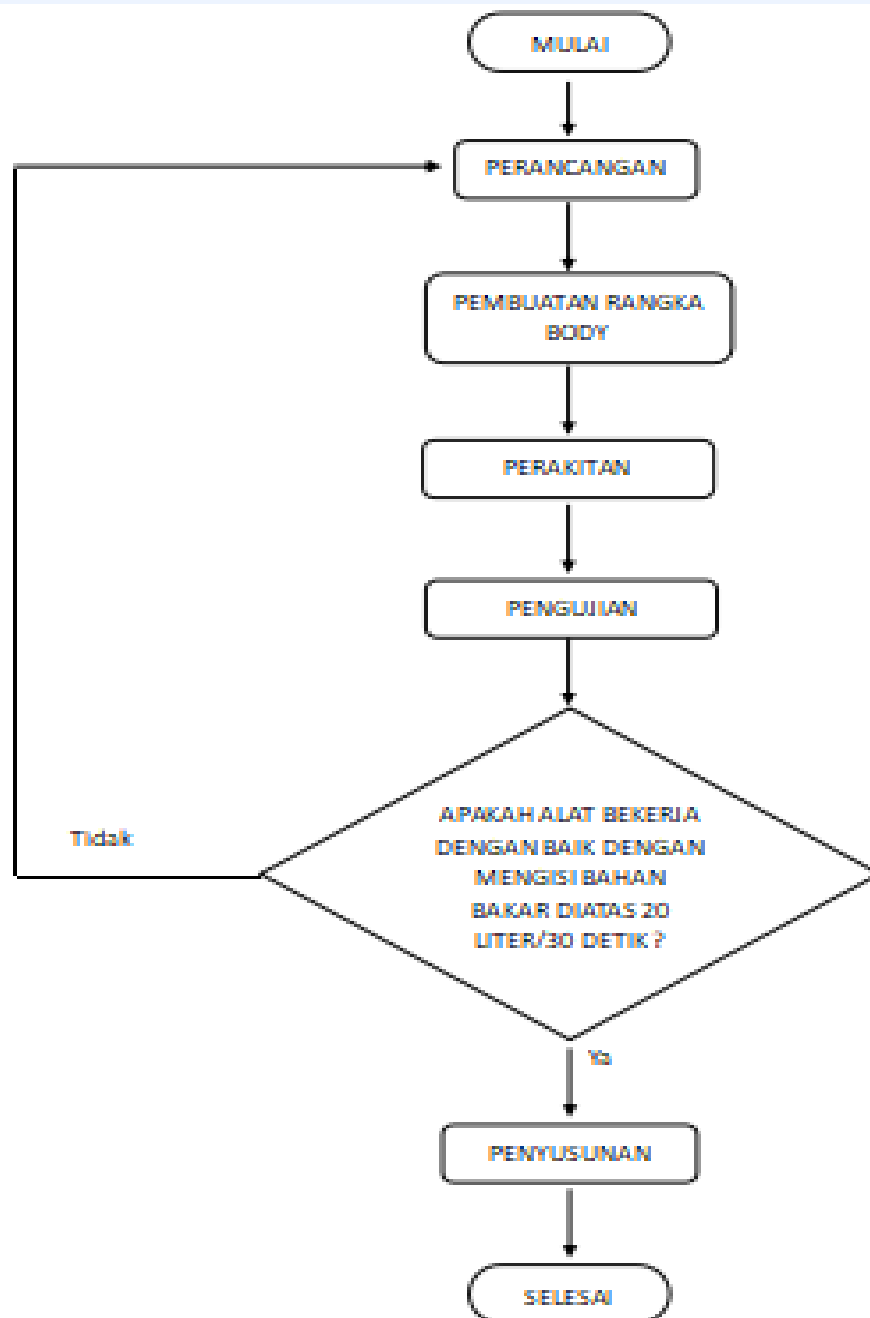 MULAI
PERANCANGAN
PEMBUATAN RANGKA
BODY
PERAKITAN
PENGUJIAN
APAKAH ALAT BEKERJA
DENGAN BAIK DENGAN
MENGISI BAHAN
BAKAR DIATAS 20
LITER/30 DETIK ?
Tidak
Ya
PENYUSUNAN
SELESAI